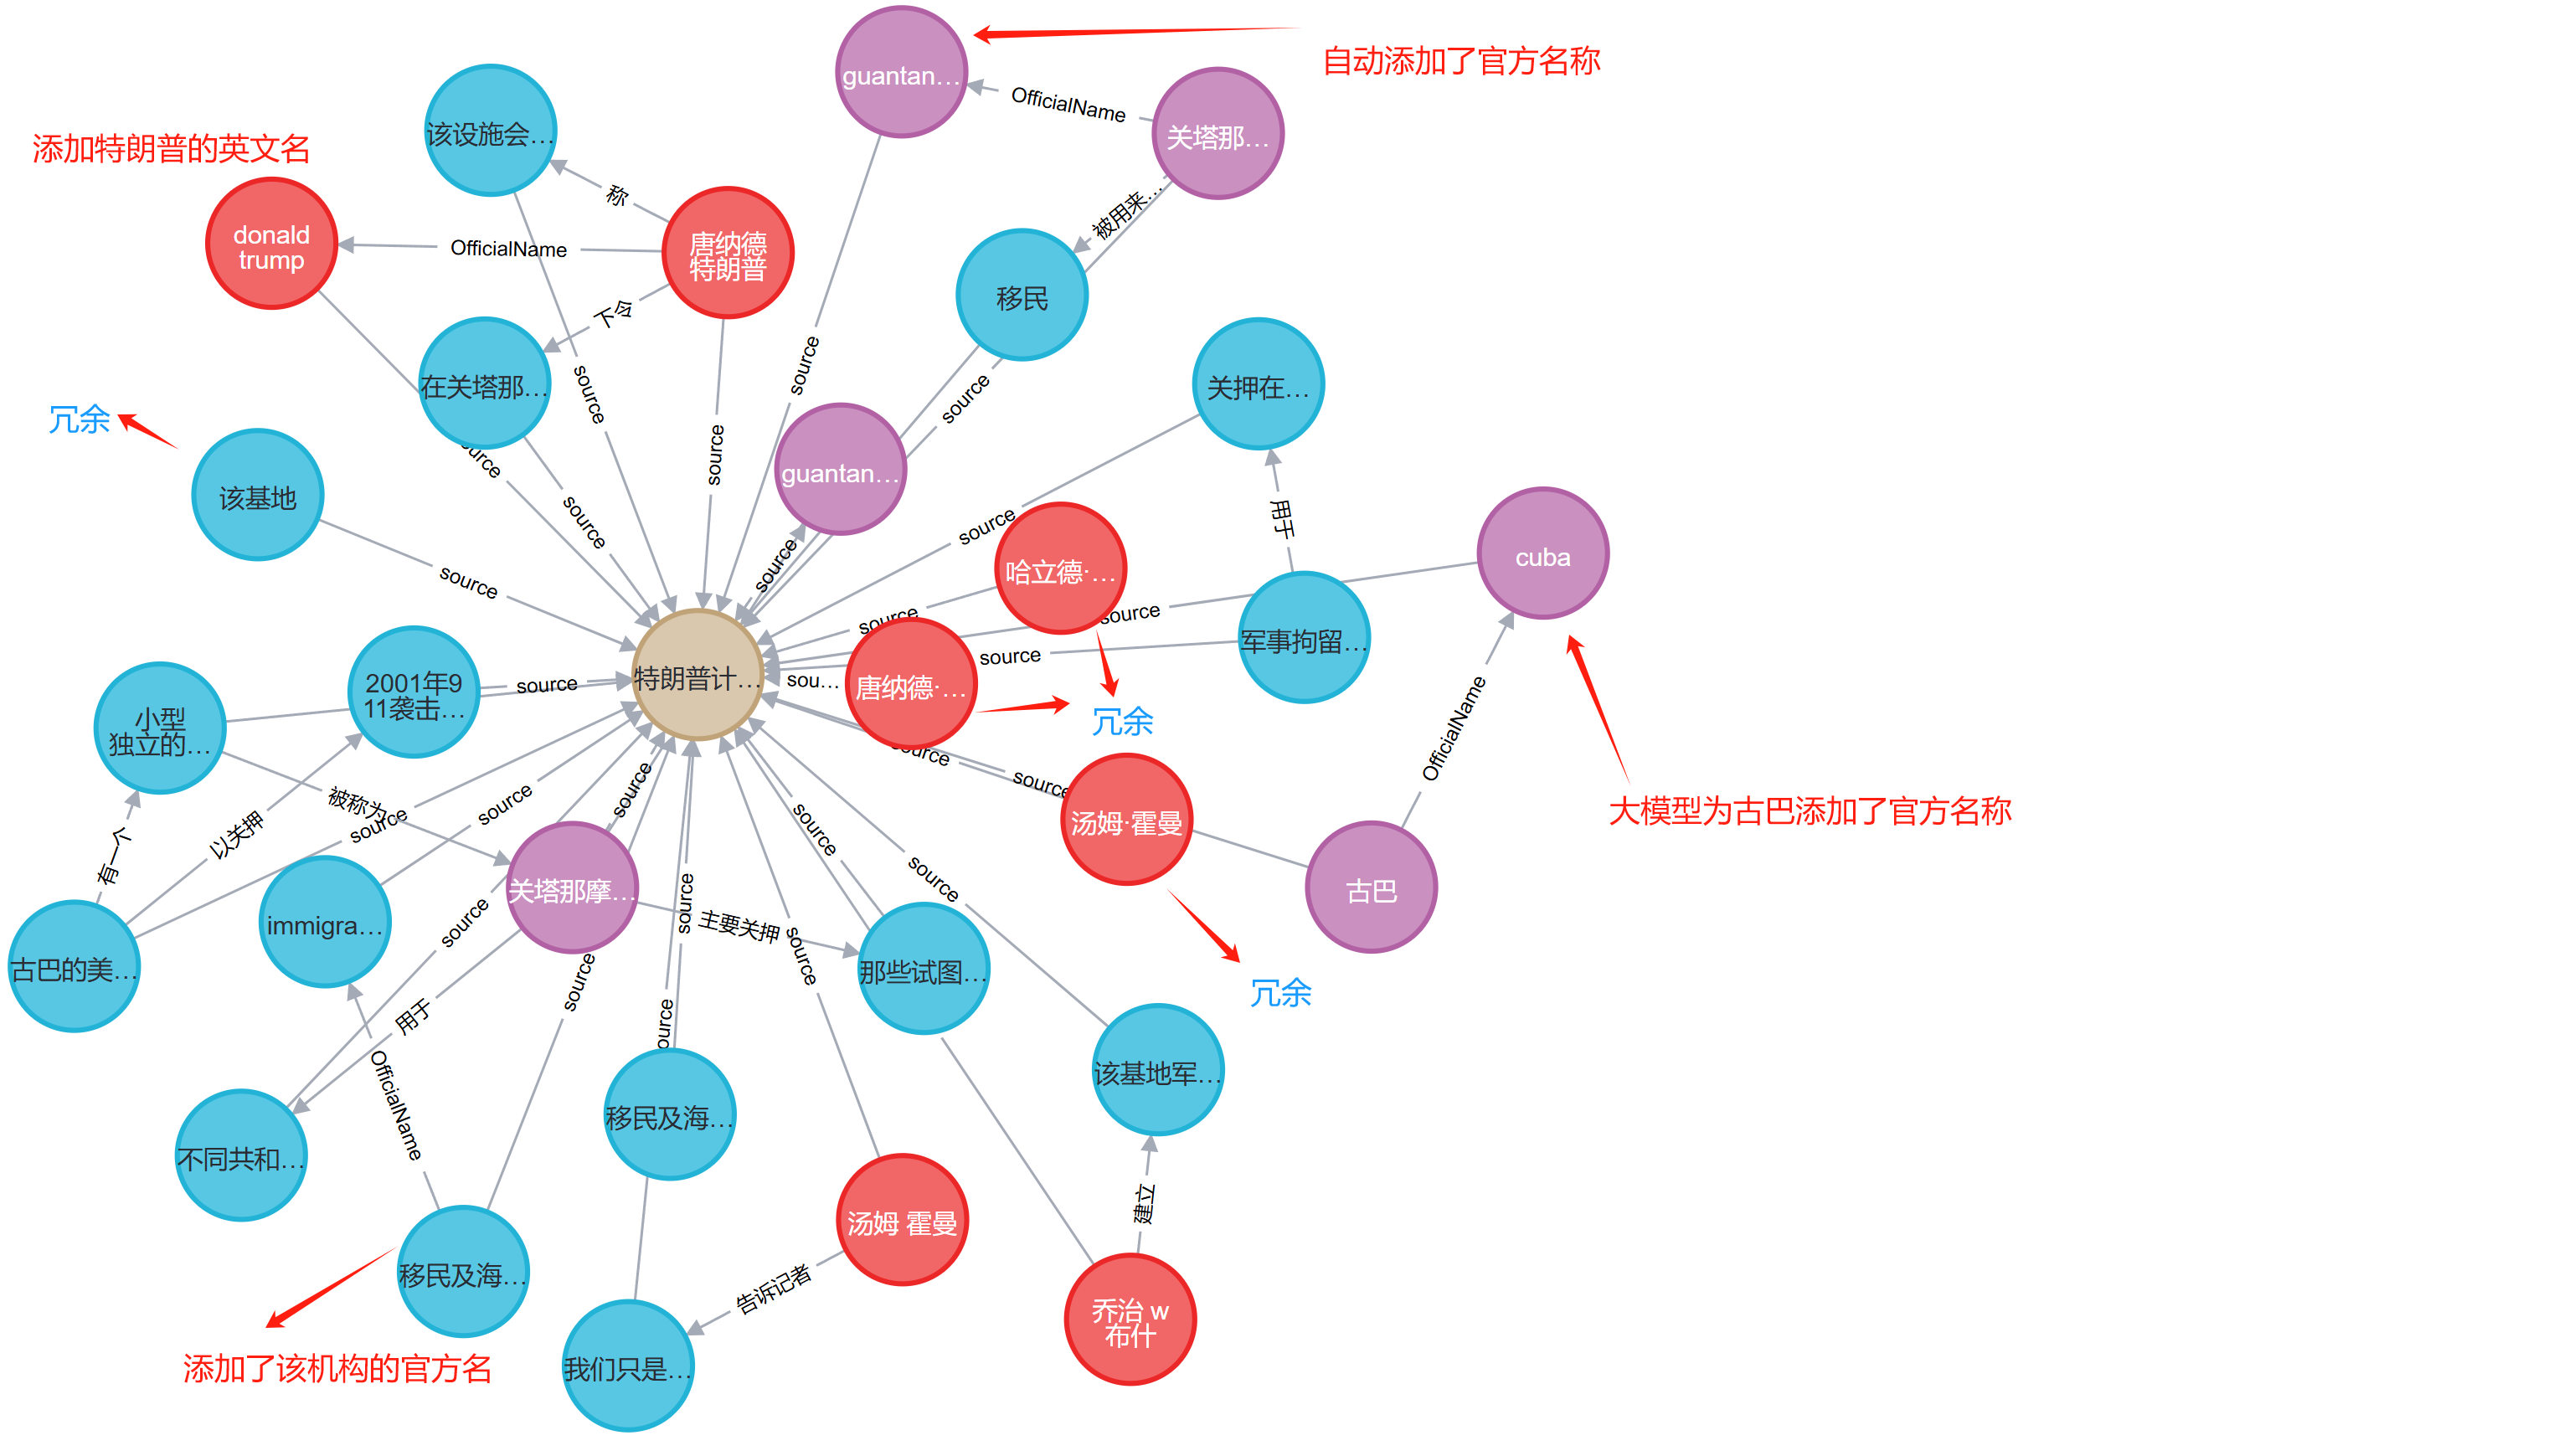 guantan…
自动添加了官方名称
OfficialName
关塔那…
该设施会…
添加特朗普的英文名
称
被用来…
donald
trump
OfficialName
唐纳德
特朗普
移民
下令
source
source
在关塔那…
source
关押在…
冗余
source
source
guantan…
该基地
source
用于
source
cuba
source
哈立德·…
source
source
source
军事拘留…
source
特朗普计…
sou…
唐纳德·…
2001年9
11袭击…
source
小型
独立的…
冗余
OfficialName
source
source
source
被称为
source
source
source
汤姆·霍曼
大模型为古巴添加了官方名称
以关押
有一个
source
关塔那摩…
古巴
immigra…
source
主要关押
source
source
古巴的美…
那些试图…
source
冗余
用于
source
OfficialName
该基地军…
移民及海…
不同共和…
建立
汤姆 霍曼
移民及海…
告诉记者
乔治 w
布什
添加了该机构的官方名
我们只是…